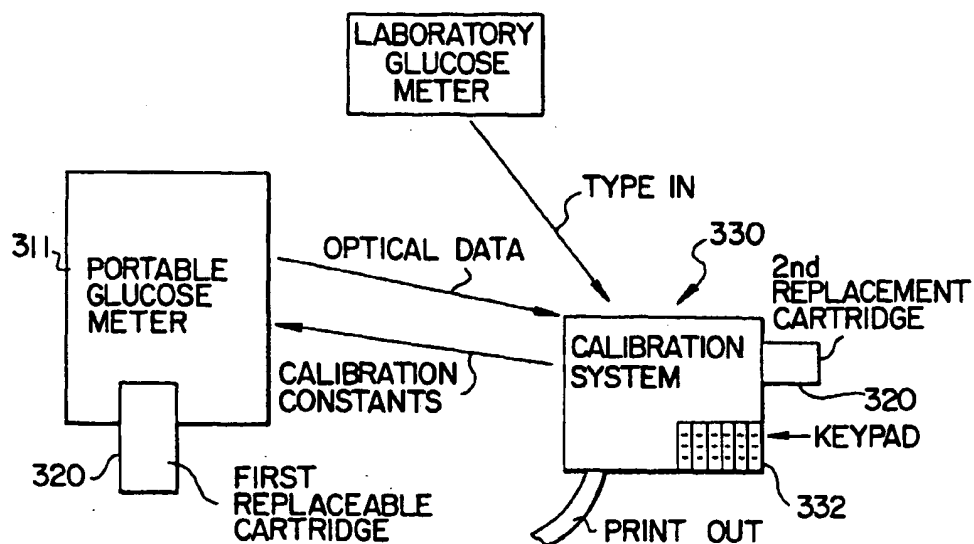 LABORATORY
GLUCOSE
METER
TYPE IN
311
PORTABLE
GLUCOSE
METER
OPTICAL DATA
330
2nd
REPLACEMENT
CARTRIDGE
CALIBRATION
SYSTEM
CALIBRATION
CONSTANTS
320
KEYPAD
320
FIRST
REPLACEABLE
CARTRIDGE
332
PRINT OUT